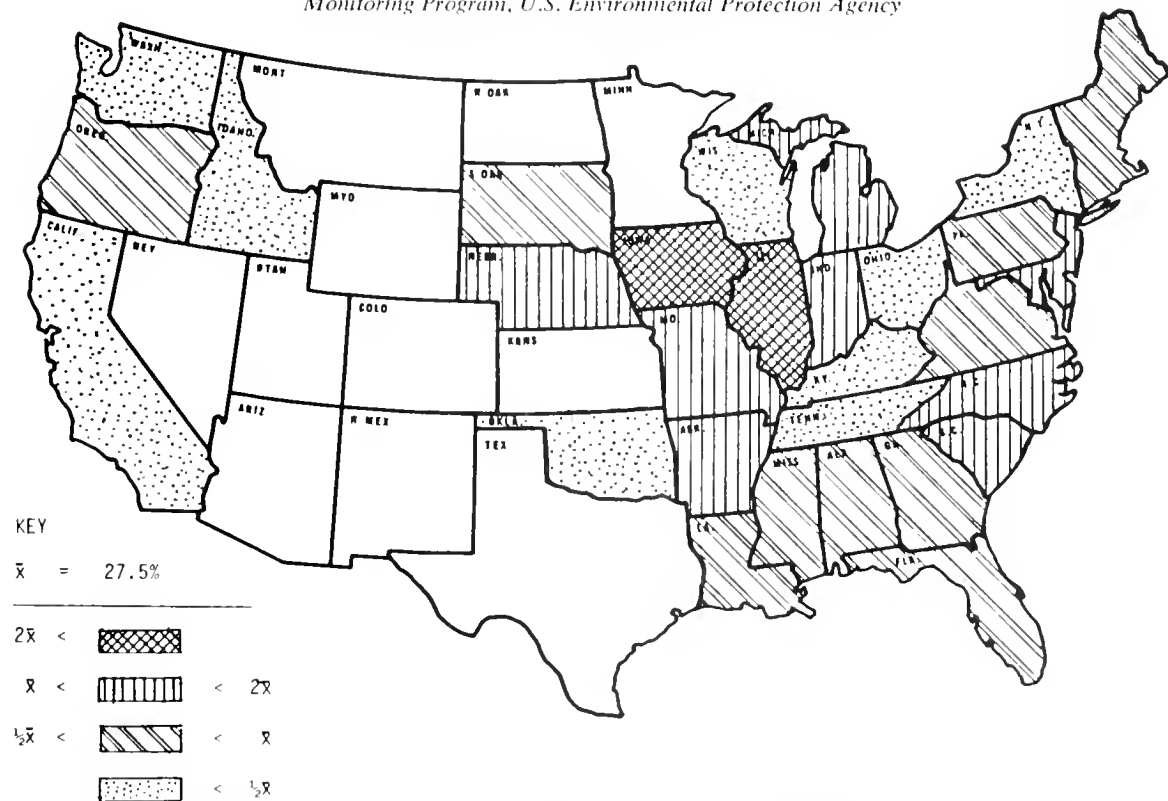 Monitoring Program, U.S. Environmental Protection Agency
WASH.
MONT
N DAK
MINN
OREG.
IDAHO
S DAK
WIS
MICH
N.Y.
WYO
IOWA
CALIF.
NEV
UTAH
NEBR.
ILL
IND
OHIO
PA.
COLO
KANS
MO.
KY.
ARIZ
N MEX
OKLA.
TEX
ARK
TENN.
N.C.
S.C.
MISS
ALA
GA.
LA.
FLA.
KEY
x̄ = 27.5%
2x̄ <
x̄ < < 2x̄
½x̄ < < x̄
< ½x̄